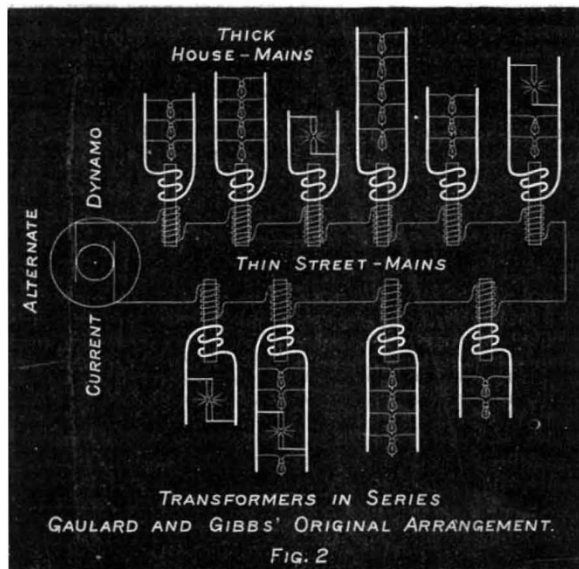 THICK
HOUSE-MAINS
ALTERNATE
CURRENT DYNAMO
THIN STREET-MAINS
TRANSFORMERS IN SERIES
GAULARD AND GIBBS' ORIGINAL ARRANGEMENT.
FIG. 2